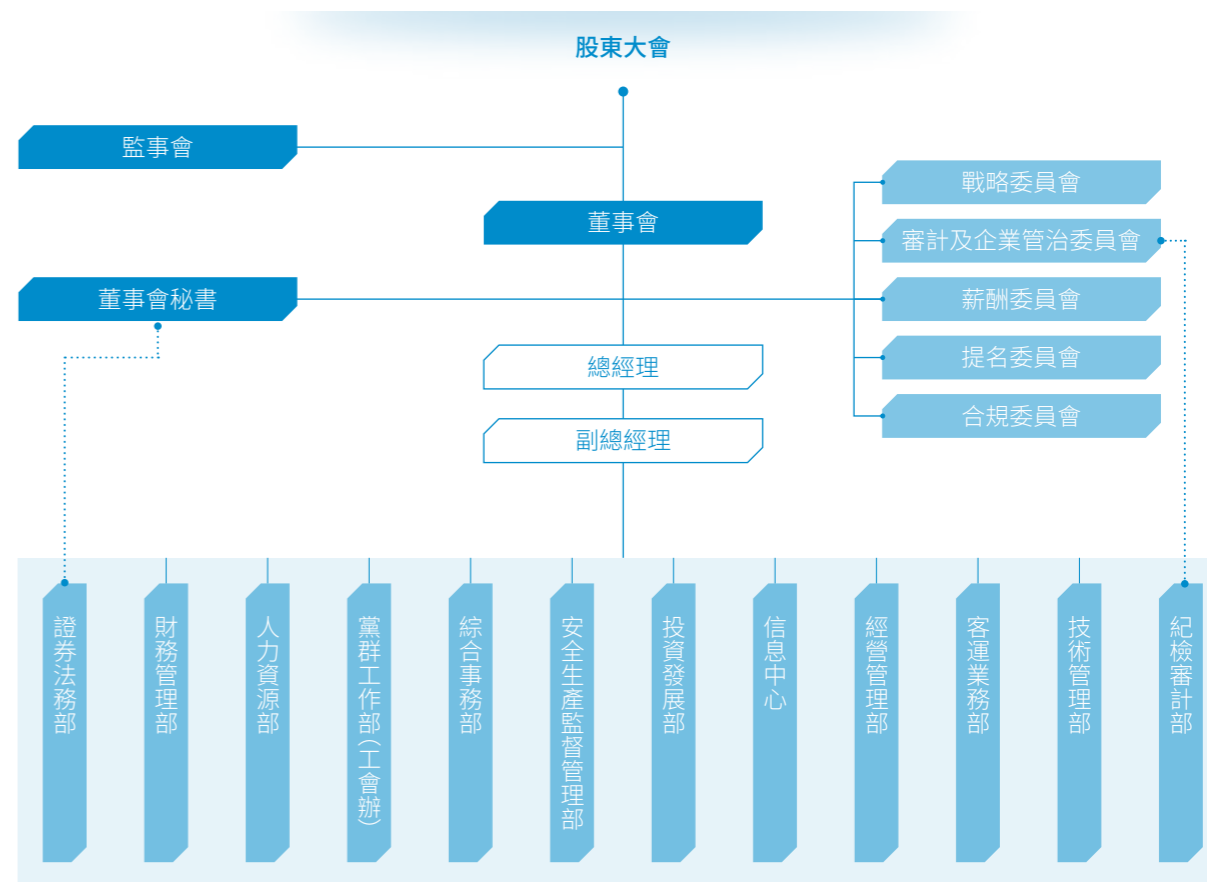 股東大會
監事會
董事會
董事會秘書
戰略委員會
審計及企業管治委員會
薪酬委員會
提名委員會
合規委員會
總經理
副總經理
證券法務部
財務管理部
人力資源部
黨群工作部(工會辦)
綜合事務部
安全生產監督管理部
投資發展部
信息中心
經營管理部
客運業務部
技術管理部
紀檢審計部